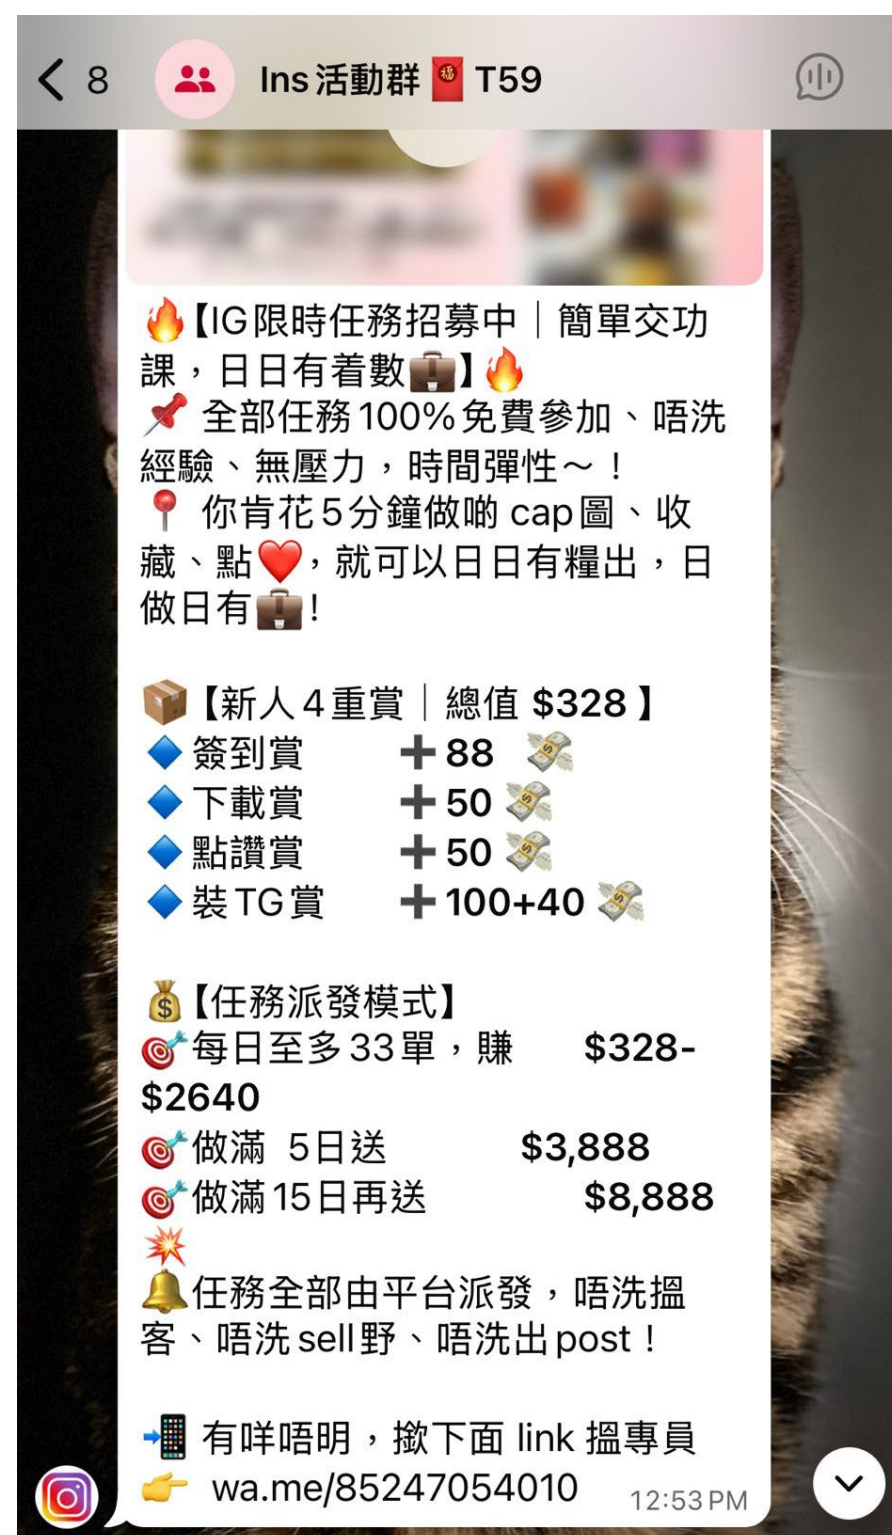 8
Ins活動群🧧T59
🔥【IG限時任務招募中｜簡單交功
課，日日有着數💼】🔥
📌 全部任務100%免費參加、唔洗
經驗、無壓力，時間彈性～！
📍 你肯花5分鐘做啲 cap圖、收
藏、點❤️，就可以日日有糧出，日
做日有💼!
📦【新人4重賞｜總值 $328 】
🔷簽到賞 ➕88 💸
🔷下載賞 ➕50 💸
🔷點讚賞 ➕50 💸
🔷裝TG賞 ➕100+40 💸
💰【任務派發模式】
🎯每日至多33單，賺 $328-
$2640
🎯做滿 5日送 $3,888
🎯做滿15日再送 $8,888
💥
🔔任務全部由平台派發，唔洗搵
客、唔洗sell野、唔洗出post！
📲 有咩唔明，撳下面 link 搵專員
👉 wa.me/85247054010
12:53PM